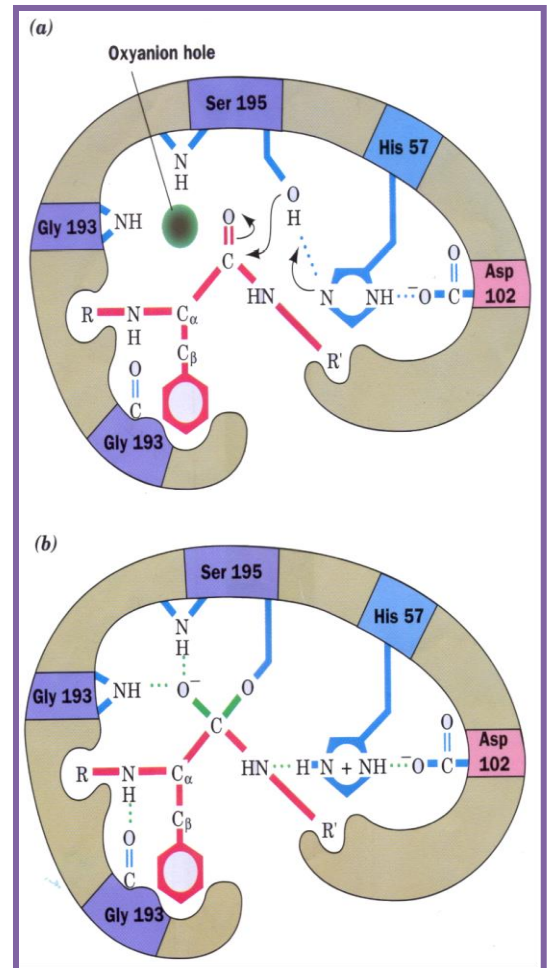 (a)
Oxyanion hole
Ser 195
His 57
N
H
O
H
Gly 193
NH
O
C
N
NH
−O
C
O
Asp
102
HN
R
N
H
Cα
Cβ
R'
O
C
Gly 193
(b)
Ser 195
His 57
N
H
Gly 193
NH
O−
O
C
O
Asp
102
R
N
H
Cα
HN
H
N
+
NH
−O
C
Cβ
R'
O
C
Gly 193